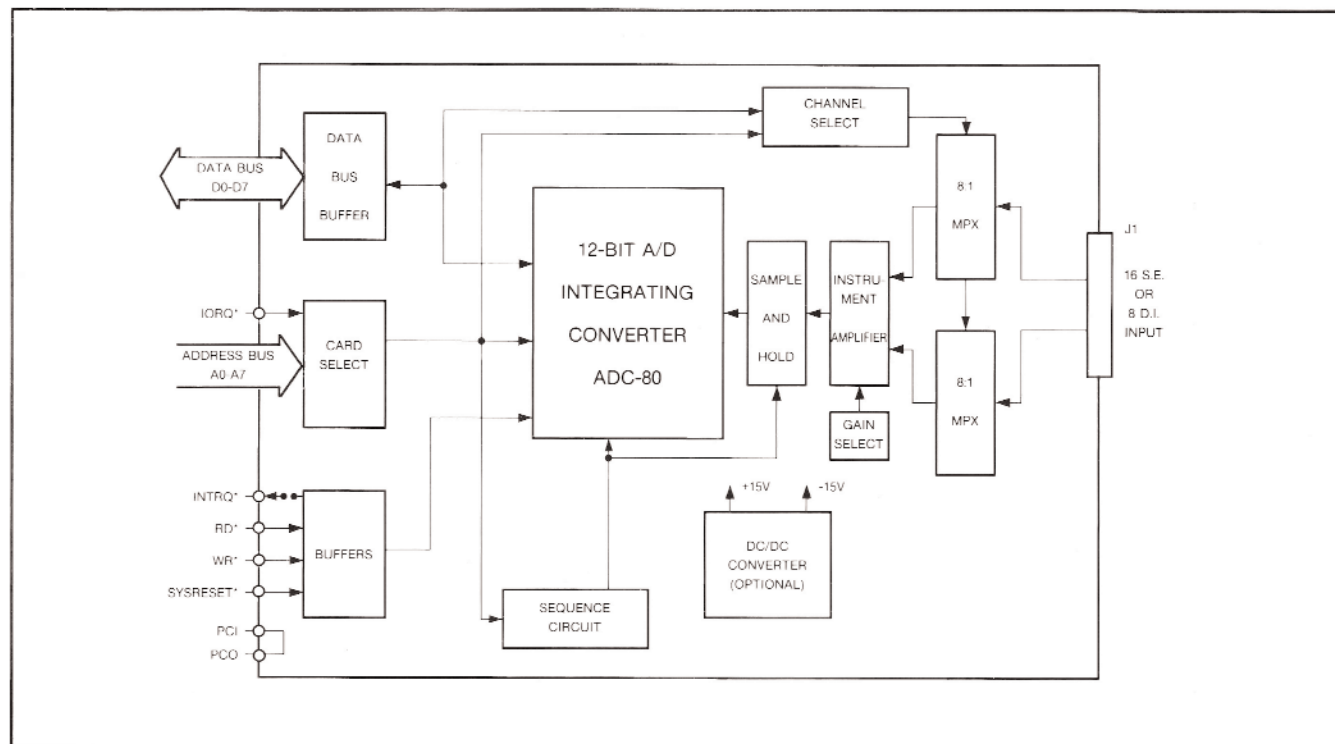 CHANNEL
SELECT
DATA
BUS
BUFFER
DATA BUS
D0-D7
8:1
MPX
J1
16 S.E.
OR
8 D.I.
INPUT
12-BIT A/D
INTEGRATING
CONVERTER
ADC-80
SAMPLE
AND
HOLD
INSTRU-
MENT
AMPLIFIER
IORQ*
CARD
SELECT
ADDRESS BUS
A0-A7
8:1
MPX
GAIN
SELECT
INTRQ*
RD*
WR*
SYSRESET*
BUFFERS
+15V
-15V
DC/DC
CONVERTER
(OPTIONAL)
SEQUENCE
CIRCUIT
PCI
PCO